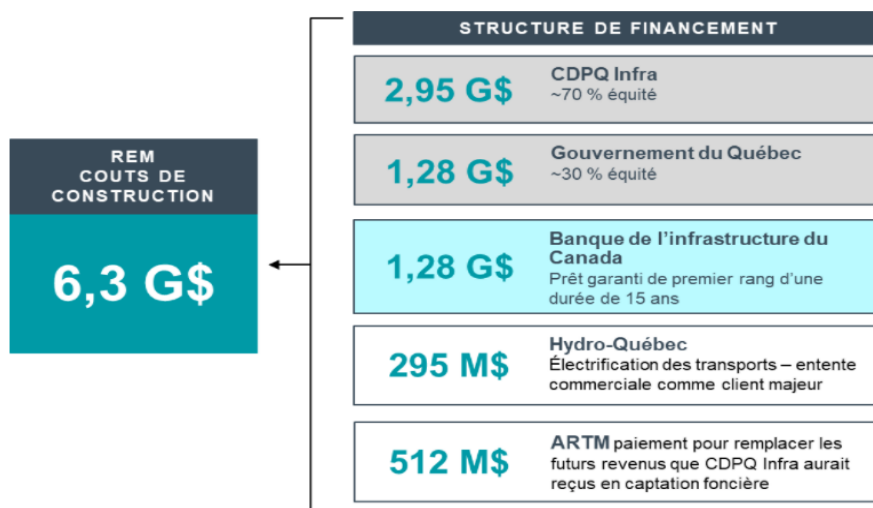 STRUCTURE DE FINANCEMENT
2,95 G$
CDPQ Infra
~70 % équité
REM
COUTS DE
CONSTRUCTION
6,3 G$
1,28 G$
Gouvernement du Québec
~30 % équité
1,28 G$
Banque de l'infrastructure du
Canada
Prêt garanti de premier rang d'une
durée de 15 ans
295 M$
Hydro-Québec
Électrification des transports – entente
commerciale comme client majeur
512 M$
ARTM paiement pour remplacer les
futurs revenus que CDPQ Infra aurait
reçus en captation foncière